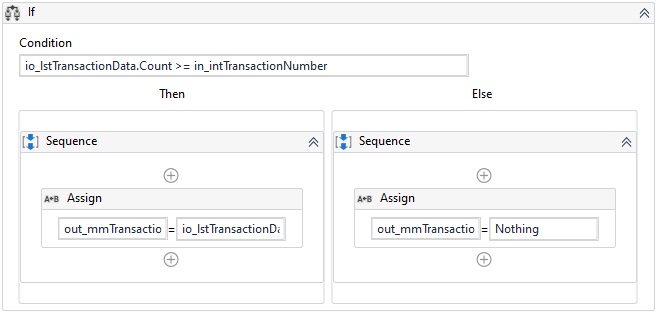 If
Condition
io_lstTransactionData.Count >= in_intTransactionNumber
Then
Else
Sequence
Sequence
A+B Assign
A+B Assign
out_mmTransactio = io_lstTransactionDa
out_mmTransactio = Nothing